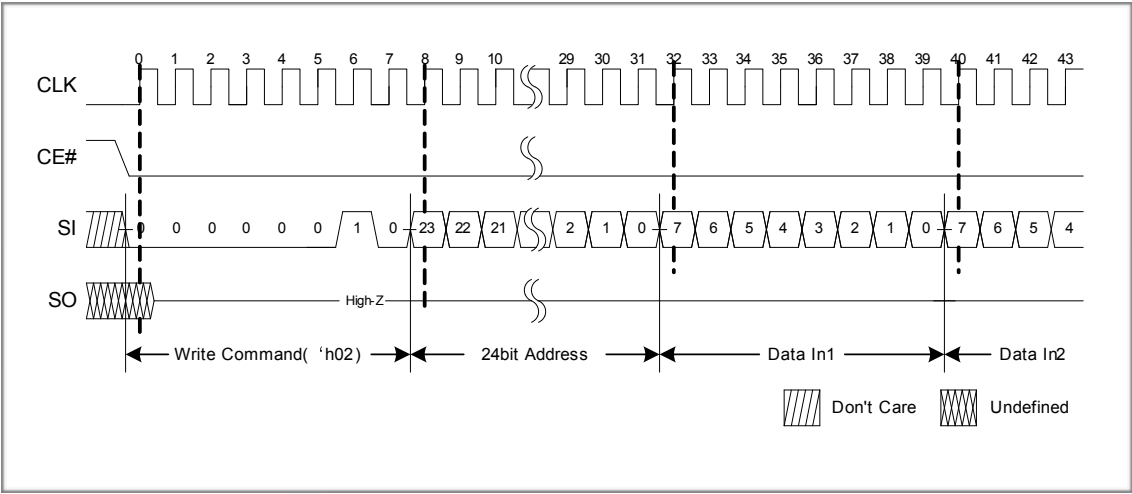 0 1 2 3 4 5 6 7 8 9 10 29 30 31 32 33 34 35 36 37 38 39 40 41 42 43
CLK
CE#
SI 0 0 0 0 0 0 1 0 23 22 21 2 1 0 7 6 5 4 3 2 1 0 7 6 5 4
SO High-Z
Write Command( ‘h02 ) 24bit Address Data In1 Data In2
Don't Care Undefined